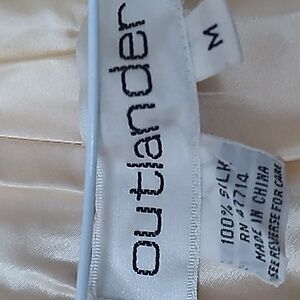 outlander
M
100% SILK
RN 47714
MADE IN CHINA
SEE REVERSE FOR CARE